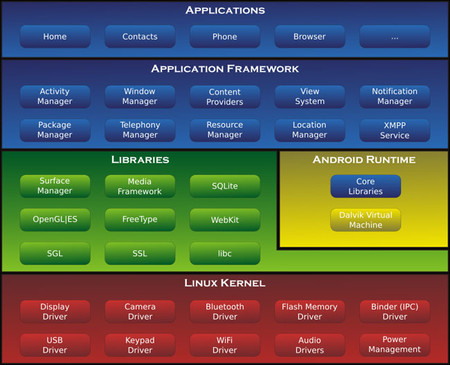 APPLICATIONS
Home
Contacts
Phone
Browser
...
APPLICATION FRAMEWORK
Activity
Manager
Window
Manager
Content
Providers
View
System
Notification
Manager
Package
Manager
Telephony
Manager
Resource
Manager
Location
Manager
XMPP
Service
LIBRARIES
Surface
Manager
Media
Framework
SQLite
OpenGL|ES
FreeType
WebKit
SGL
SSL
libc
ANDROID RUNTIME
Core
Libraries
Dalvik Virtual
Machine
LINUX KERNEL
Display
Driver
Camera
Driver
Bluetooth
Driver
Flash Memory
Driver
Binder (IPC)
Driver
USB
Driver
Keypad
Driver
WiFi
Driver
Audio
Drivers
Power
Management